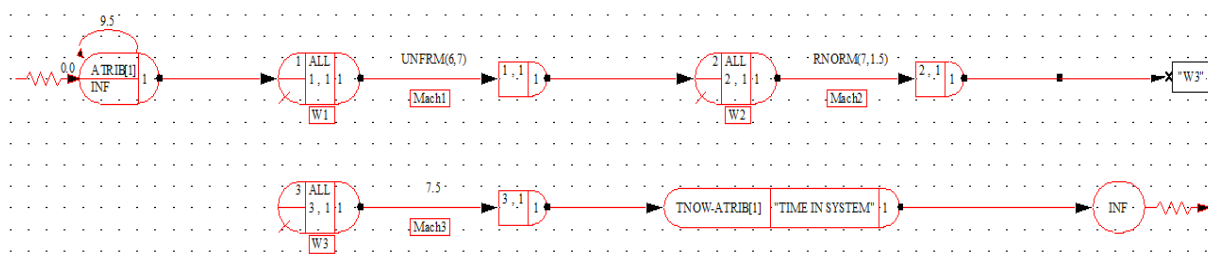 9.5
0.0
ATRIB[1]
INF
1
1
ALL
1 , 1
1
W1
UNFRM(6,7)
Mach1
1 , 1
1
2
ALL
2 , 1
1
W2
RNORM(7,1.5)
Mach2
2 , 1
1
"W3"
3
ALL
3 , 1
1
W3
7.5
Mach3
3 , 1
1
TNOW-ATRIB[1]
"TIME IN SYSTEM"
1
INF